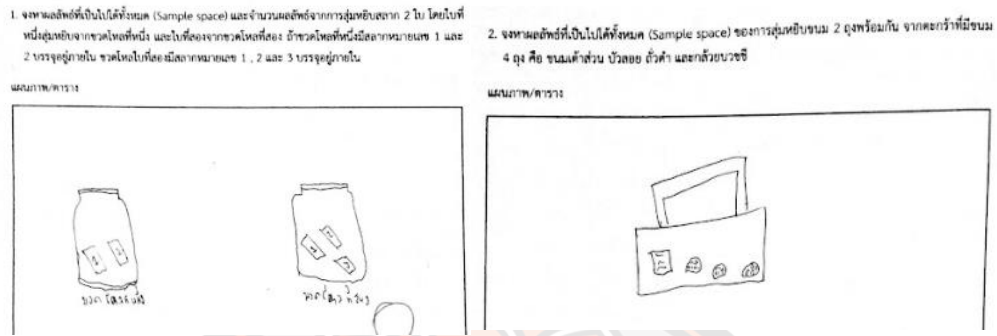 1. จงหาผลลัพธ์ที่เป็นไปได้ทั้งหมด (Sample space) และจำนวนผลลัพธ์จากการสุ่มหยิบสลาก 2 ใบ โดยใบที่
หนึ่งสุ่มหยิบจากขวดโหลที่หนึ่ง และใบที่สองจากขวดโหลที่สอง ถ้าขวดโหลที่หนึ่งมีสลากหมายเลข 1 และ
2 บรรจุอยู่ภายใน ขวดโหลใบที่สองมีสลากหมายเลข 1 , 2 และ 3 บรรจุอยู่ภายใน
แผนภาพ/ตาราง
ขวดโหลที่สอง
2. จงหาผลลัพธ์ที่เป็นไปได้ทั้งหมด (Sample space) ของการสุ่มหยิบขนม 2 ถุงพร้อมกัน จากตะกร้าที่มีขนม
4 ถุง คือ ขนมเต้าส่วน บัวลอย ถั่วดำ และกล้วยบวชชี
แผนภาพ/ตาราง